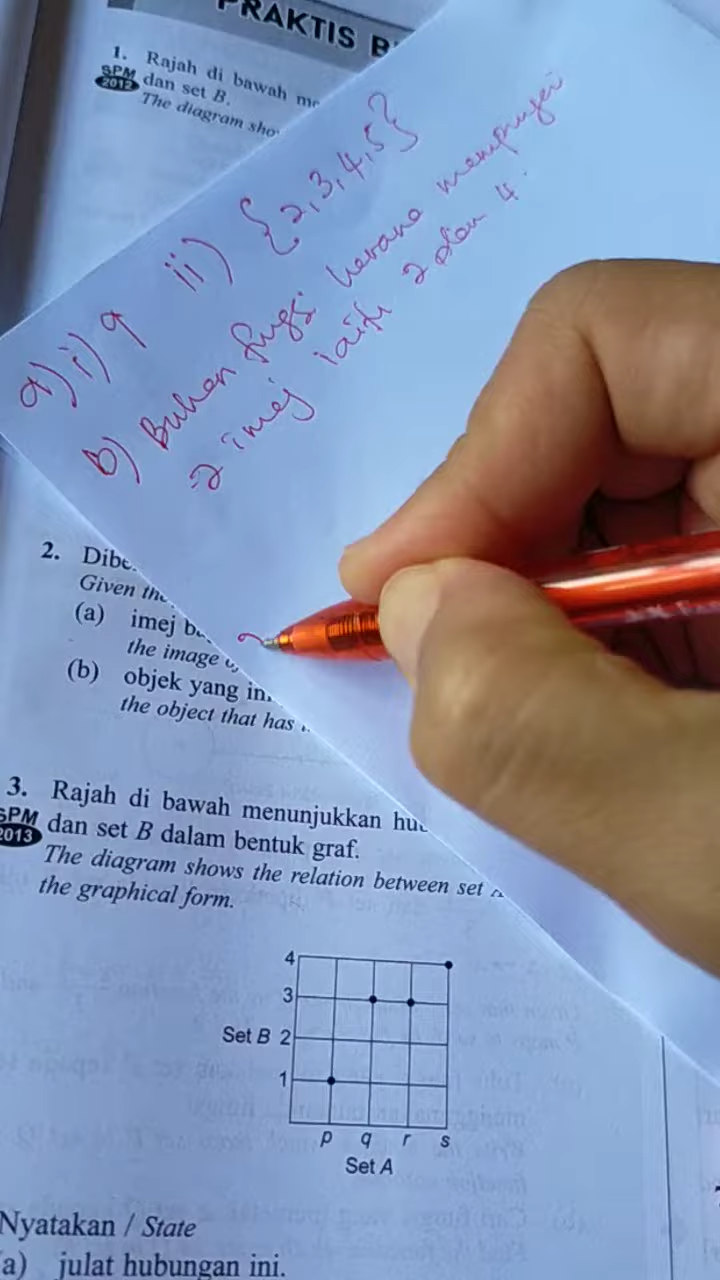 PRAKTIS B
1. Rajah di bawah me
SPM 2012 dan set B.
The diagram sho
a) i) 9 ii) {2,3,4,5}
b) Bukan fungsi kerana mempunyai
2 imej iaitu 2 dan 4.
2. Dibe
Given the
(a) imej b
the image o
(b) objek yang in
the object that has
3. Rajah di bawah menunjukkan hu
SPM 2013 dan set B dalam bentuk graf.
The diagram shows the relation between set A
the graphical form.
4
3
Set B 2
1
p q r s
Set A
Nyatakan / State
(a) julat hubungan ini.